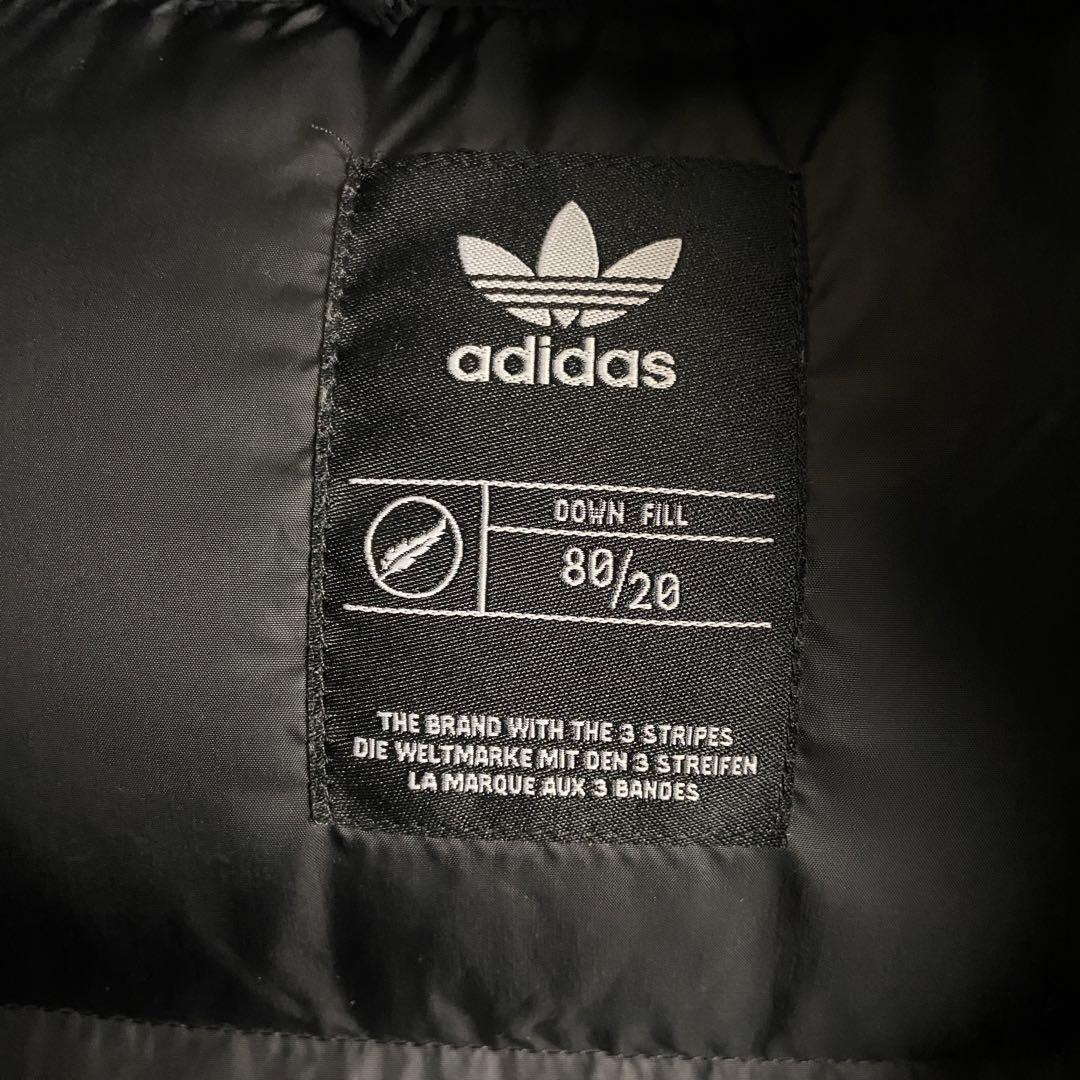 adidas
DOWN FILL
80/20
THE BRAND WITH THE 3 STRIPES
DIE WELTMARKE MIT DEN 3 STREIFEN
LA MARQUE AUX 3 BANDES